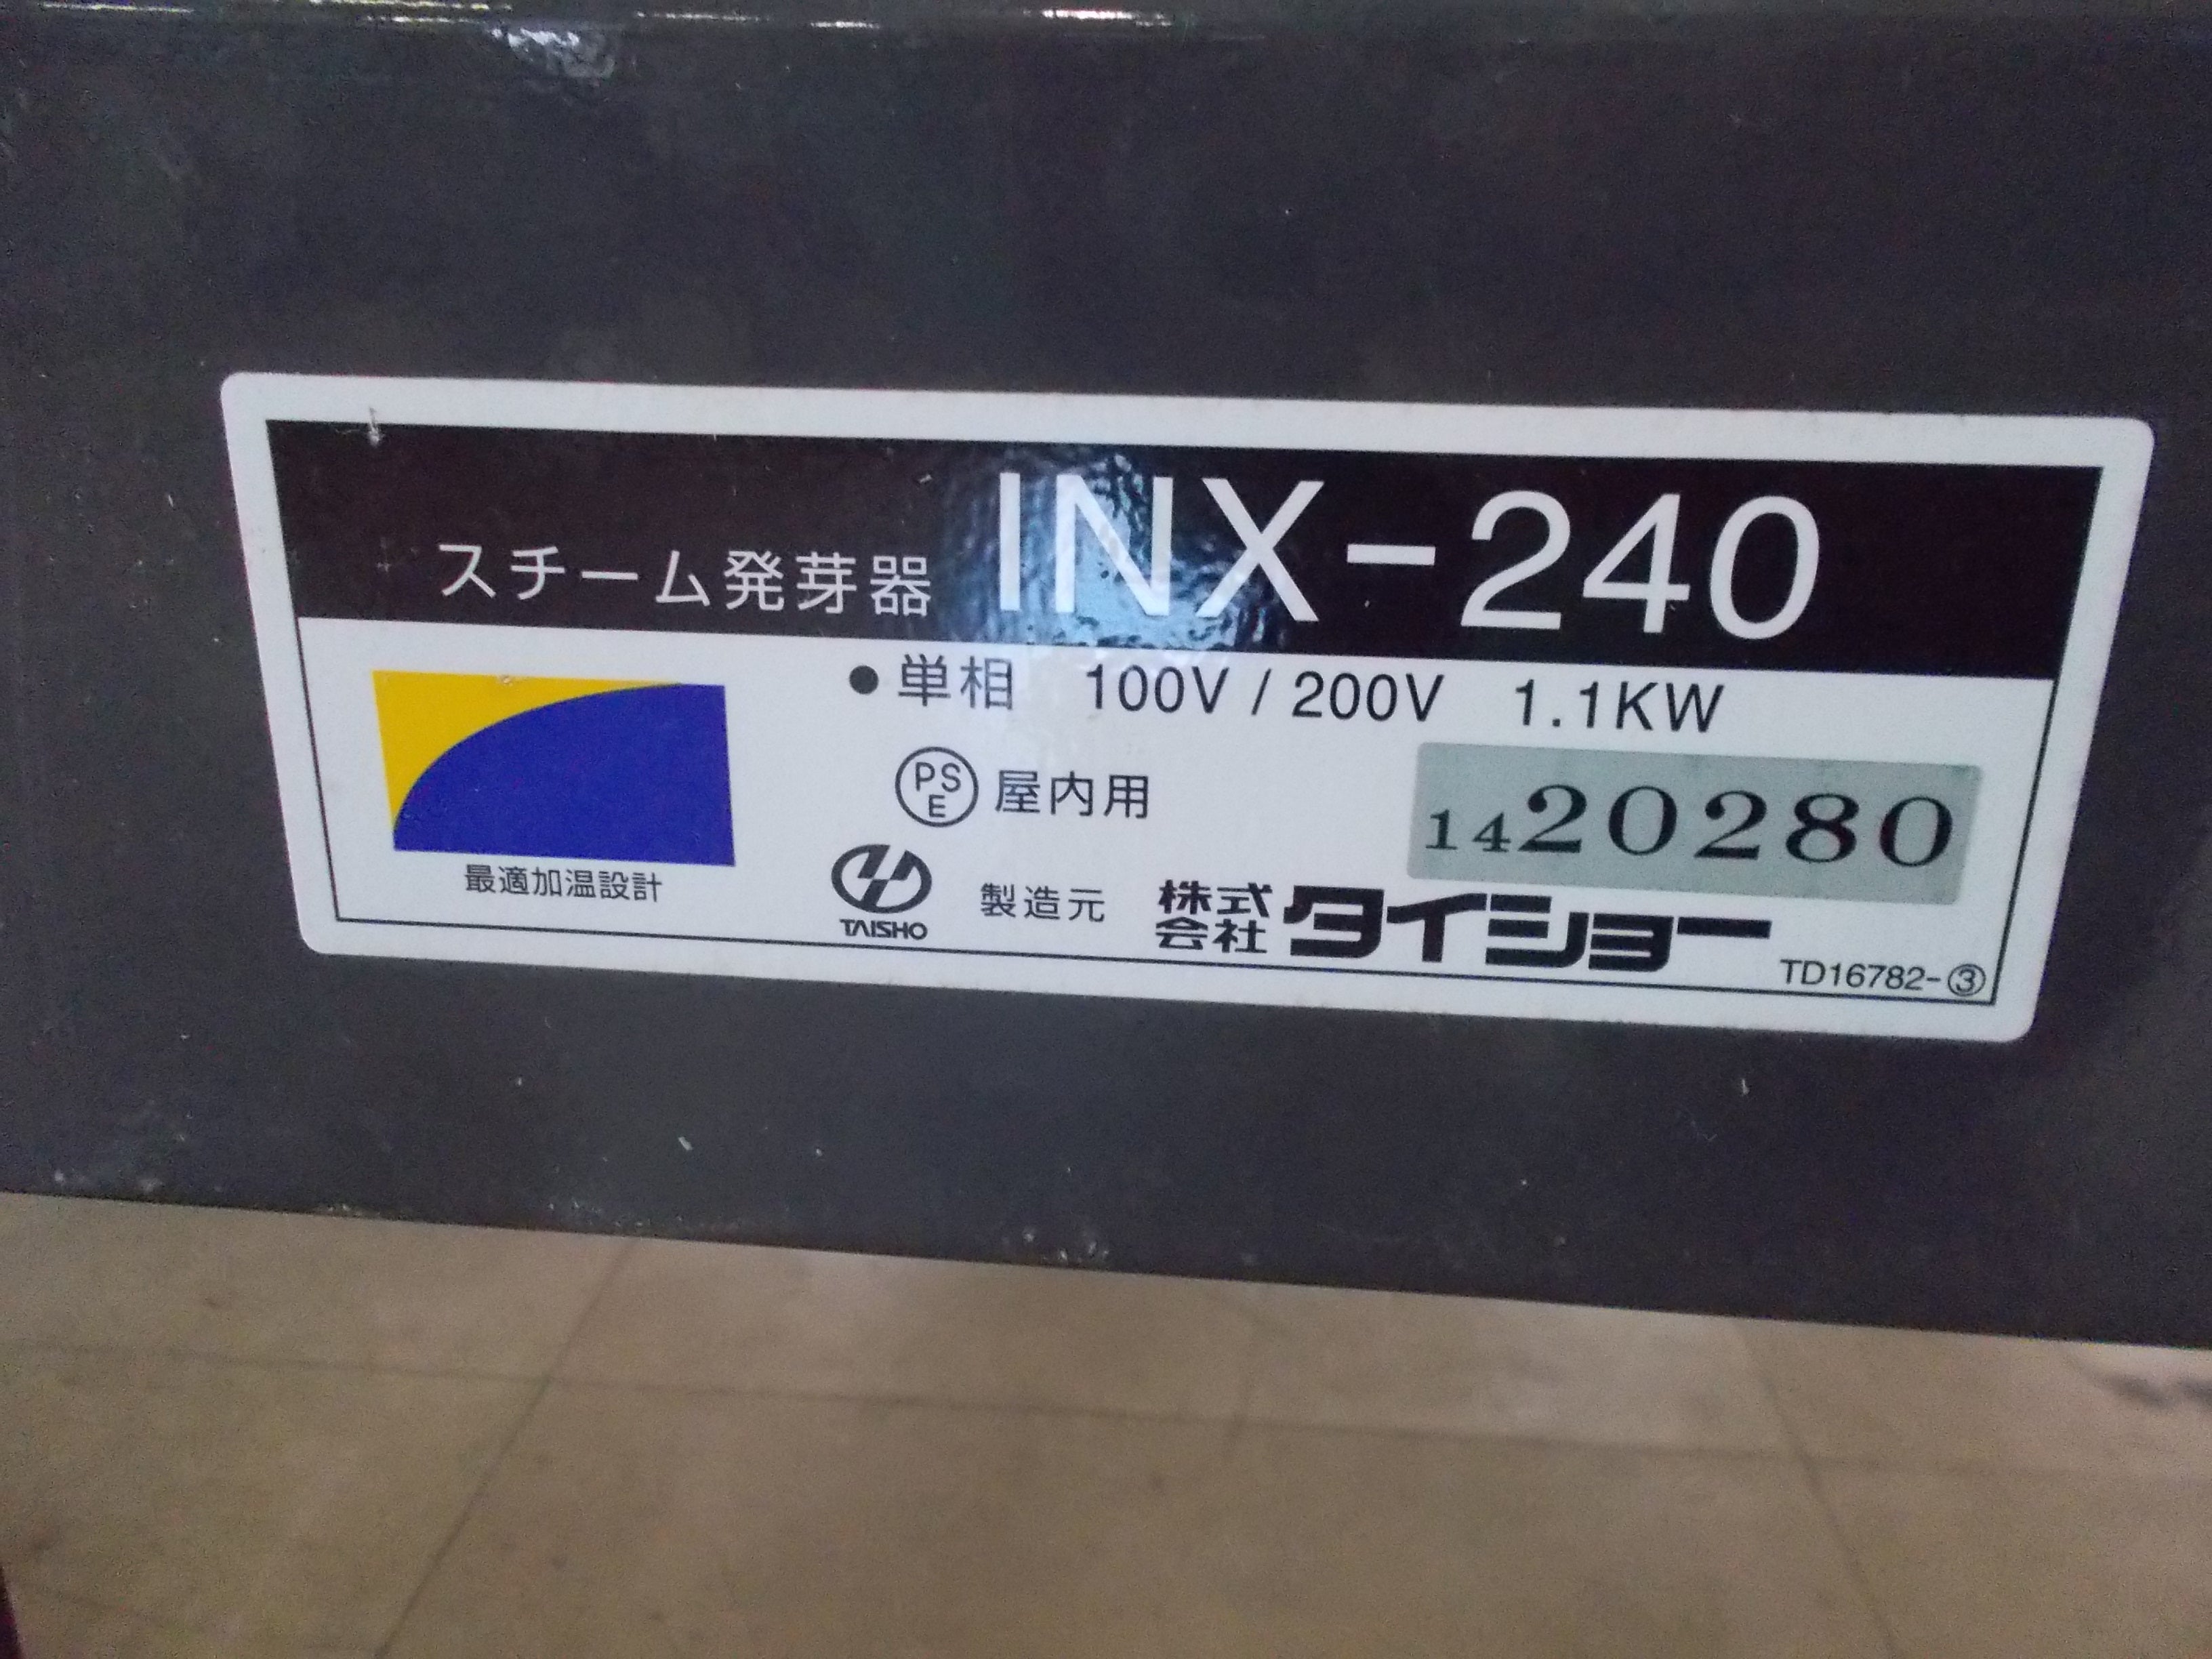 スチーム発芽器 INX-240
●単相 100V / 200V 1.1KW
PSE 屋内用
1420280
最適加温設計
TAISHO
製造元 株式会社タイショー
TD16782-③